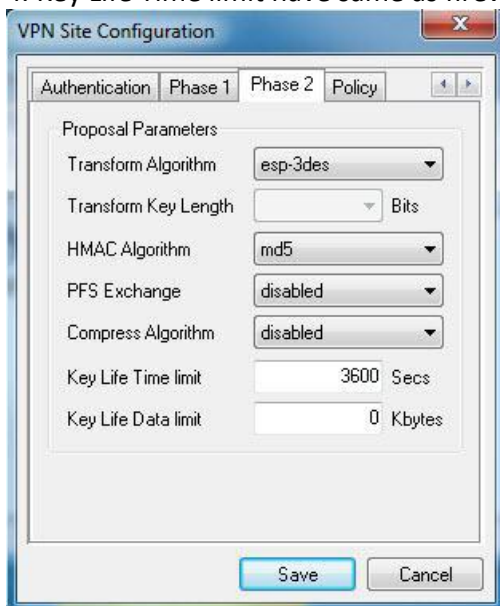 VPN Site Configuration
Authentication Phase 1 Phase 2 Policy
Proposal Parameters
Transform Algorithm esp-3des
Transform Key Length Bits
HMAC Algorithm md5
PFS Exchange disabled
Compress Algorithm disabled
Key Life Time limit 3600 Secs
Key Life Data limit 0 Kbytes
Save Cancel